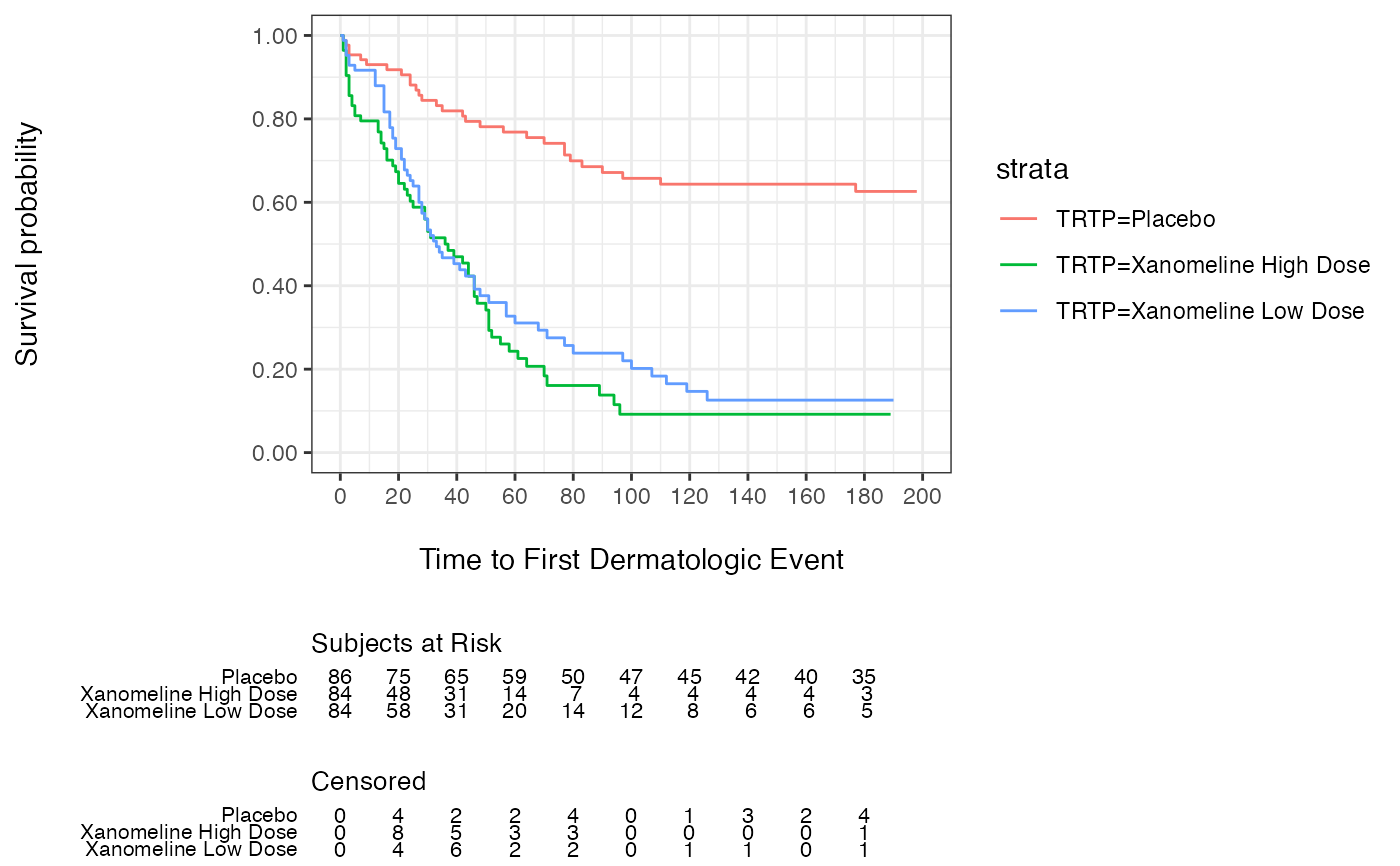 Survival probability
1.00
0.80
0.60
0.40
0.20
0.00
0 20 40 60 80 100 120 140 160 180 200
Time to First Dermatologic Event
strata
TRTP=Placebo
TRTP=Xanomeline High Dose
TRTP=Xanomeline Low Dose
Subjects at Risk
Placebo 86 75 65 59 50 47 45 42 40 35
Xanomeline High Dose 84 48 31 14 7 4 4 4 4 3
Xanomeline Low Dose 84 58 31 20 14 12 8 6 6 5
Censored
Placebo 0 4 2 2 4 0 1 3 2 4
Xanomeline High Dose 0 8 5 3 3 0 0 0 0 1
Xanomeline Low Dose 0 4 6 2 2 0 1 1 0 1